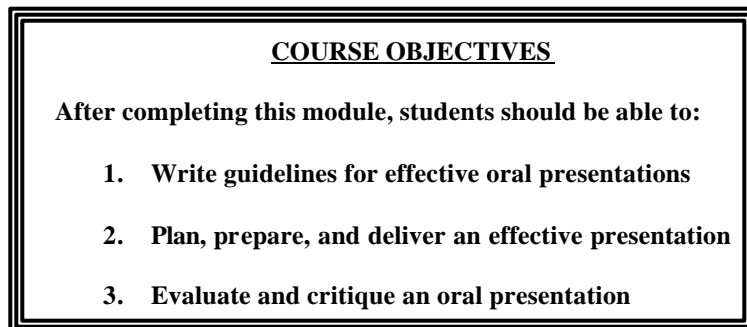 COURSE OBJECTIVES
After completing this module, students should be able to:
1. Write guidelines for effective oral presentations
2. Plan, prepare, and deliver an effective presentation
3. Evaluate and critique an oral presentation